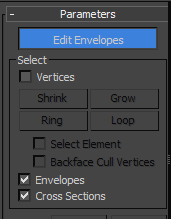 - Parameters
Edit Envelopes
Select
Vertices
Shrink Grow
Ring Loop
Select Element
Backface Cull Vertices
Envelopes
Cross Sections